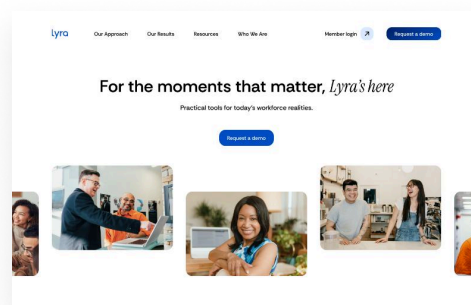 lyra
Our Approach
Our Results
Resources
Who We Are
Member login
Request a demo
For the moments that matter, Lyra's here
Practical tools for today's workforce realities.
Request a demo